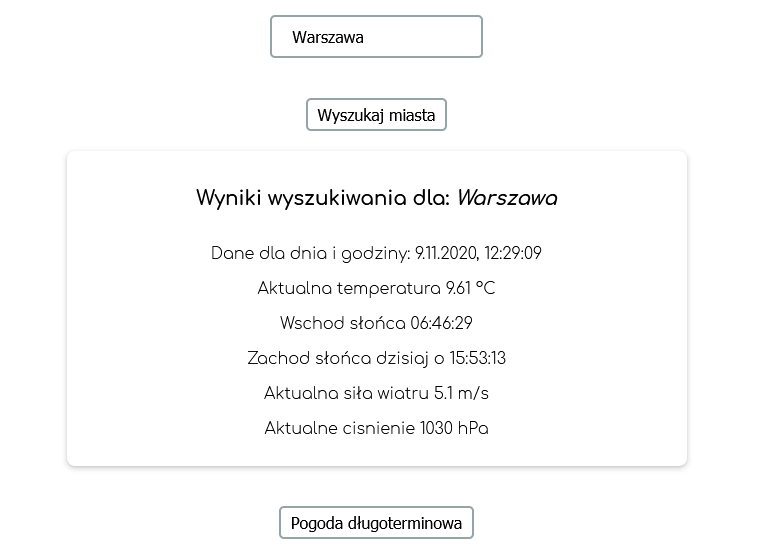 Warszawa
Wyszukaj miasta
Wyniki wyszukiwania dla: Warszawa
Dane dla dnia i godziny: 9.11.2020, 12:29:09
Aktualna temperatura 9.61 °C
Wschod słońca 06:46:29
Zachod słońca dzisiaj o 15:53:13
Aktualna siła wiatru 5.1 m/s
Aktualne cisnienie 1030 hPa
Pogoda długoterminowa